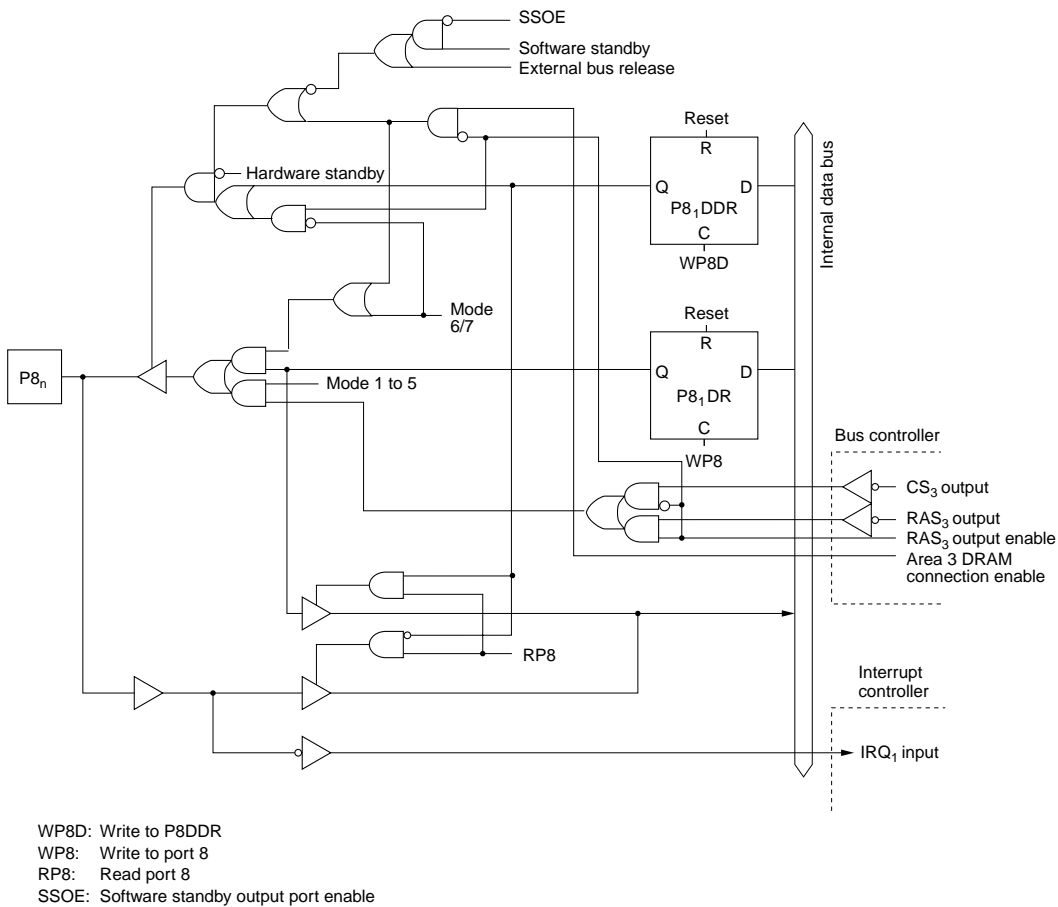 SSOE
Software standby
External bus release
Reset
R
Hardware standby
Q
D
P8₁DDR
C
WP8D
Internal data bus
Mode
6/7
Reset
R
P8ₙ
Q
D
Mode 1 to 5
P8₁DR
C
WP8
Bus controller
CS₃ output
RAS₃ output
RAS₃ output enable
Area 3 DRAM
connection enable
RP8
Interrupt
controller
IRQ₁ input
WP8D: Write to P8DDR
WP8: Write to port 8
RP8: Read port 8
SSOE: Software standby output port enable